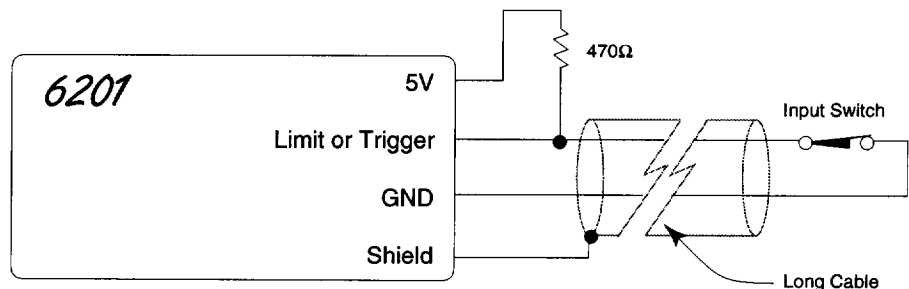 6201
5V
470Ω
Limit or Trigger
Input Switch
GND
Shield
Long Cable